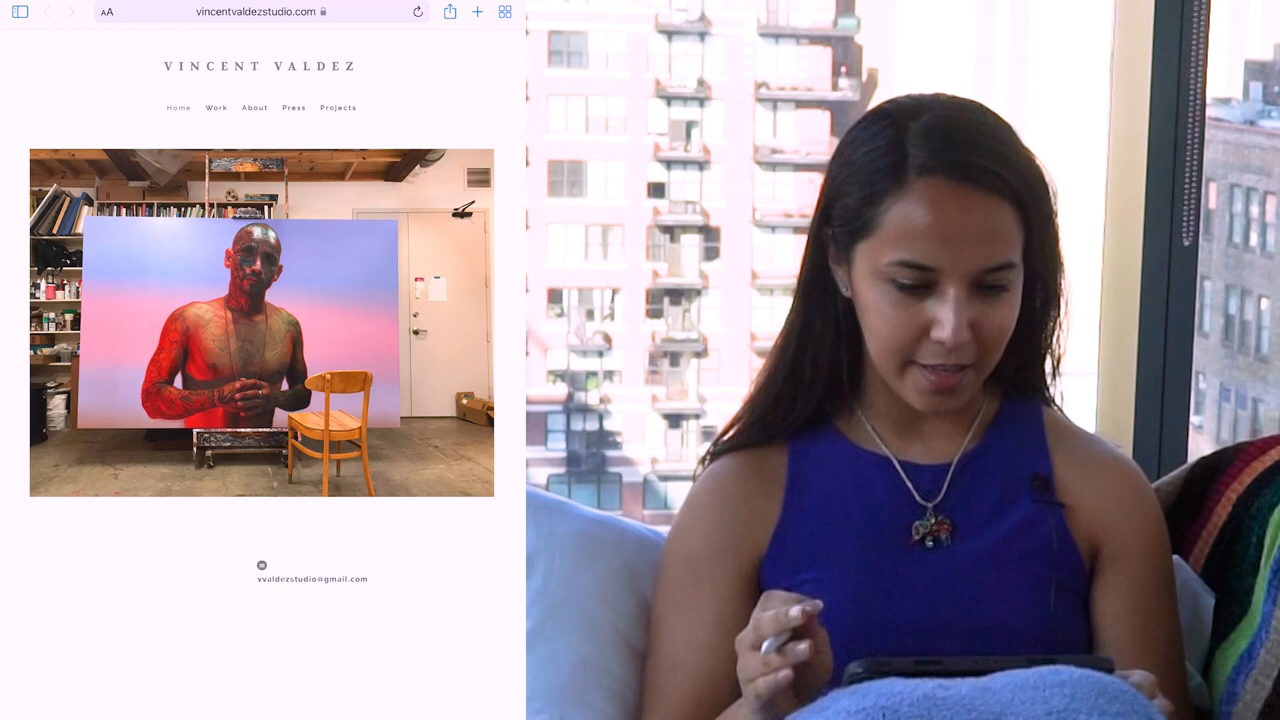 AA vincentvaldezstudio.com
VINCENT VALDEZ
Home Work About Press Projects
vvaldezstudio@gmail.com